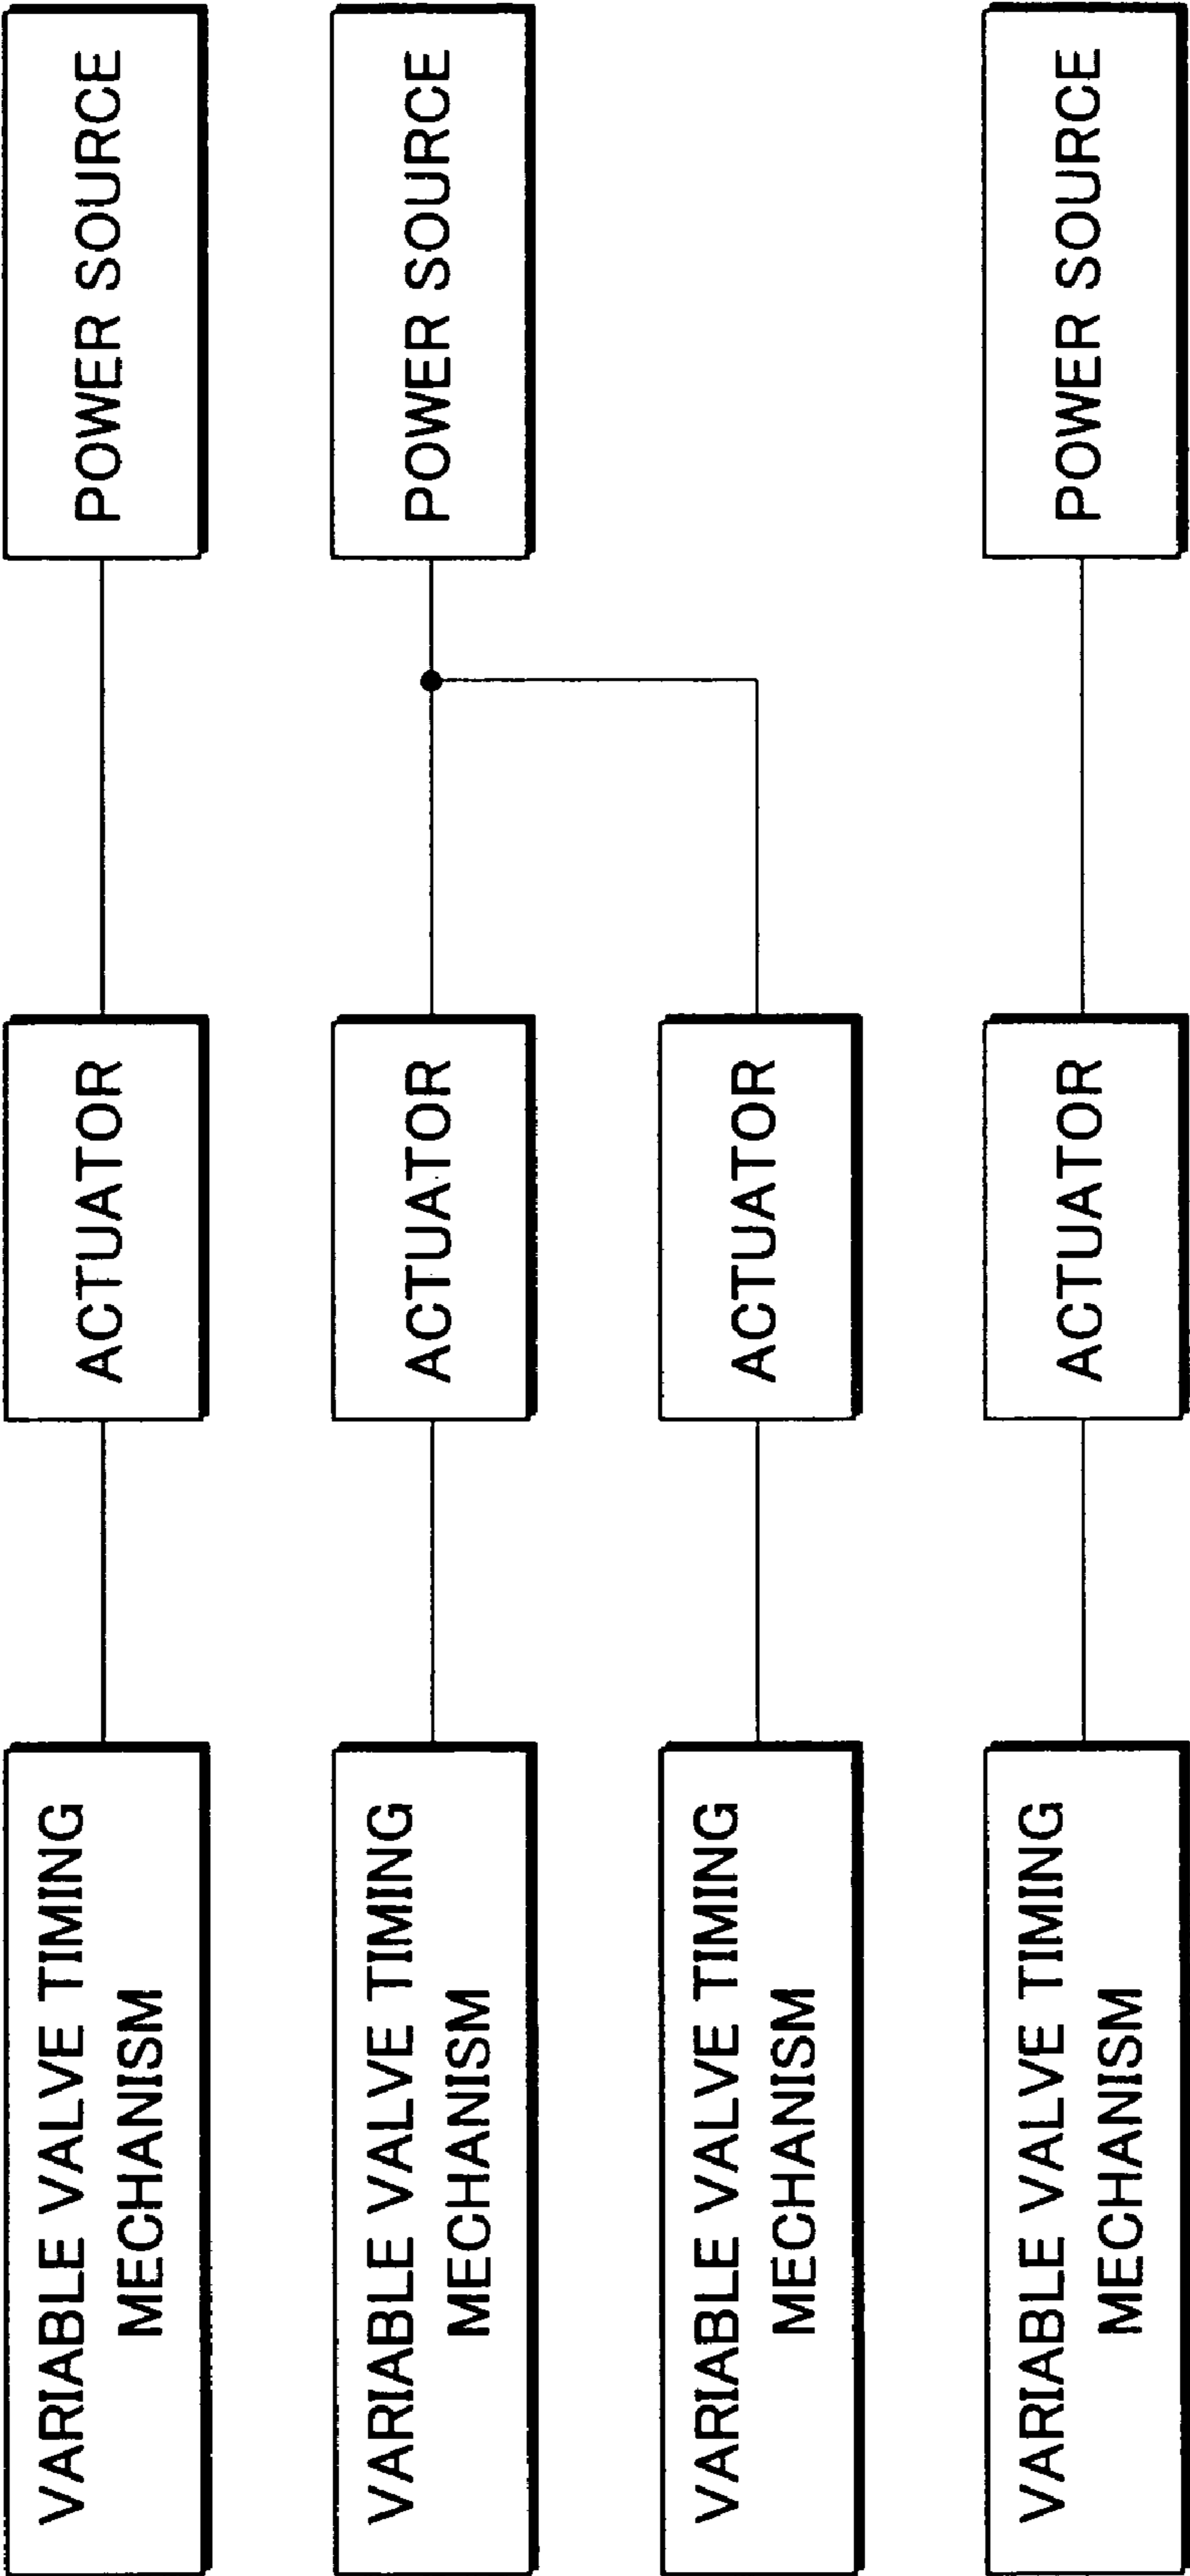 VARIABLE VALVE TIMING
MECHANISM
ACTUATOR
POWER SOURCE
VARIABLE VALVE TIMING
MECHANISM
ACTUATOR
POWER SOURCE
VARIABLE VALVE TIMING
MECHANISM
ACTUATOR
VARIABLE VALVE TIMING
MECHANISM
ACTUATOR
POWER SOURCE